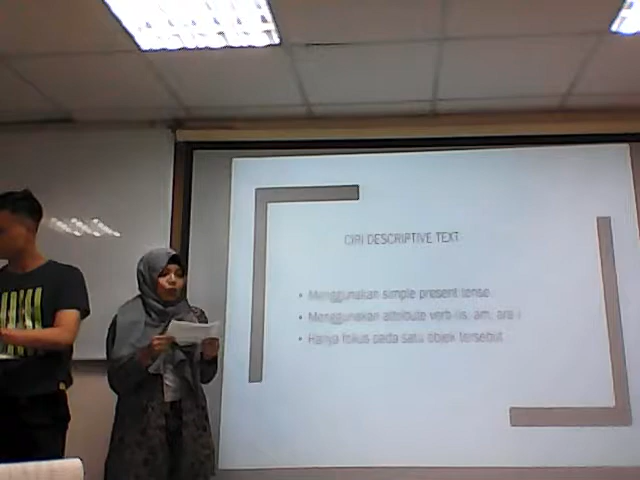 CIRI DESCRIPTIVE TEXT
• Menggunakan simple present tense.
• Menggunakan attribute verb (is, am, are )
• Hanya fokus pada satu objek tersebut